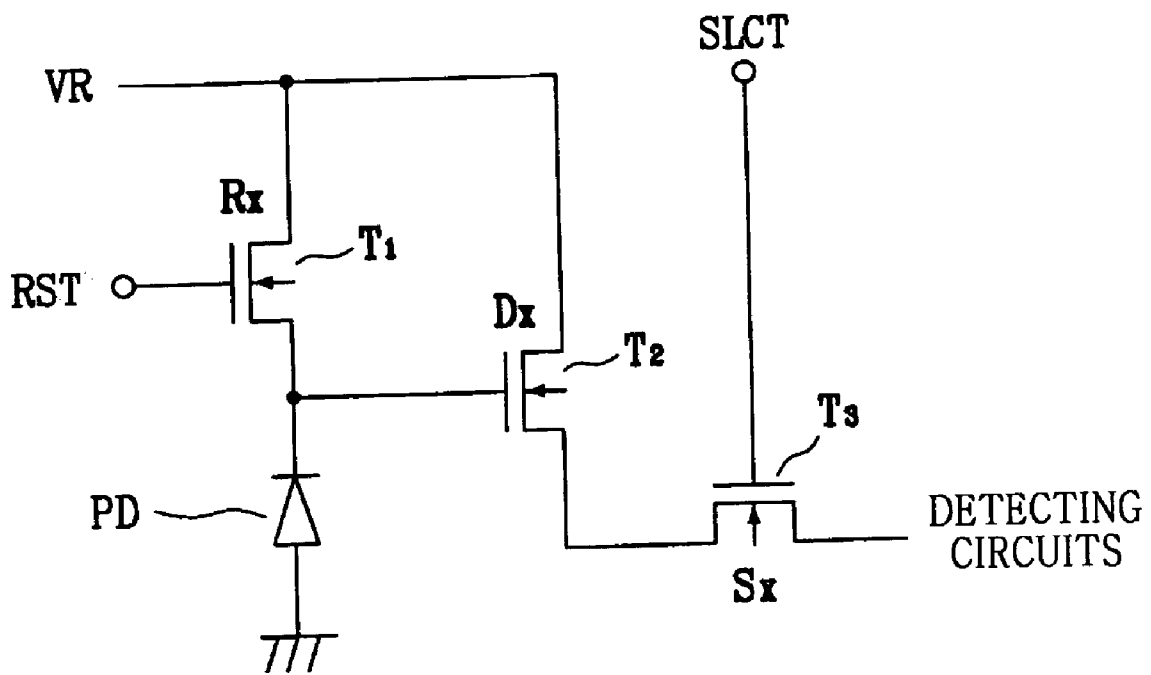 SLCT
VR
Rx
T1
RST
Dx
T2
T3
PD
DETECTING
CIRCUITS
Sx